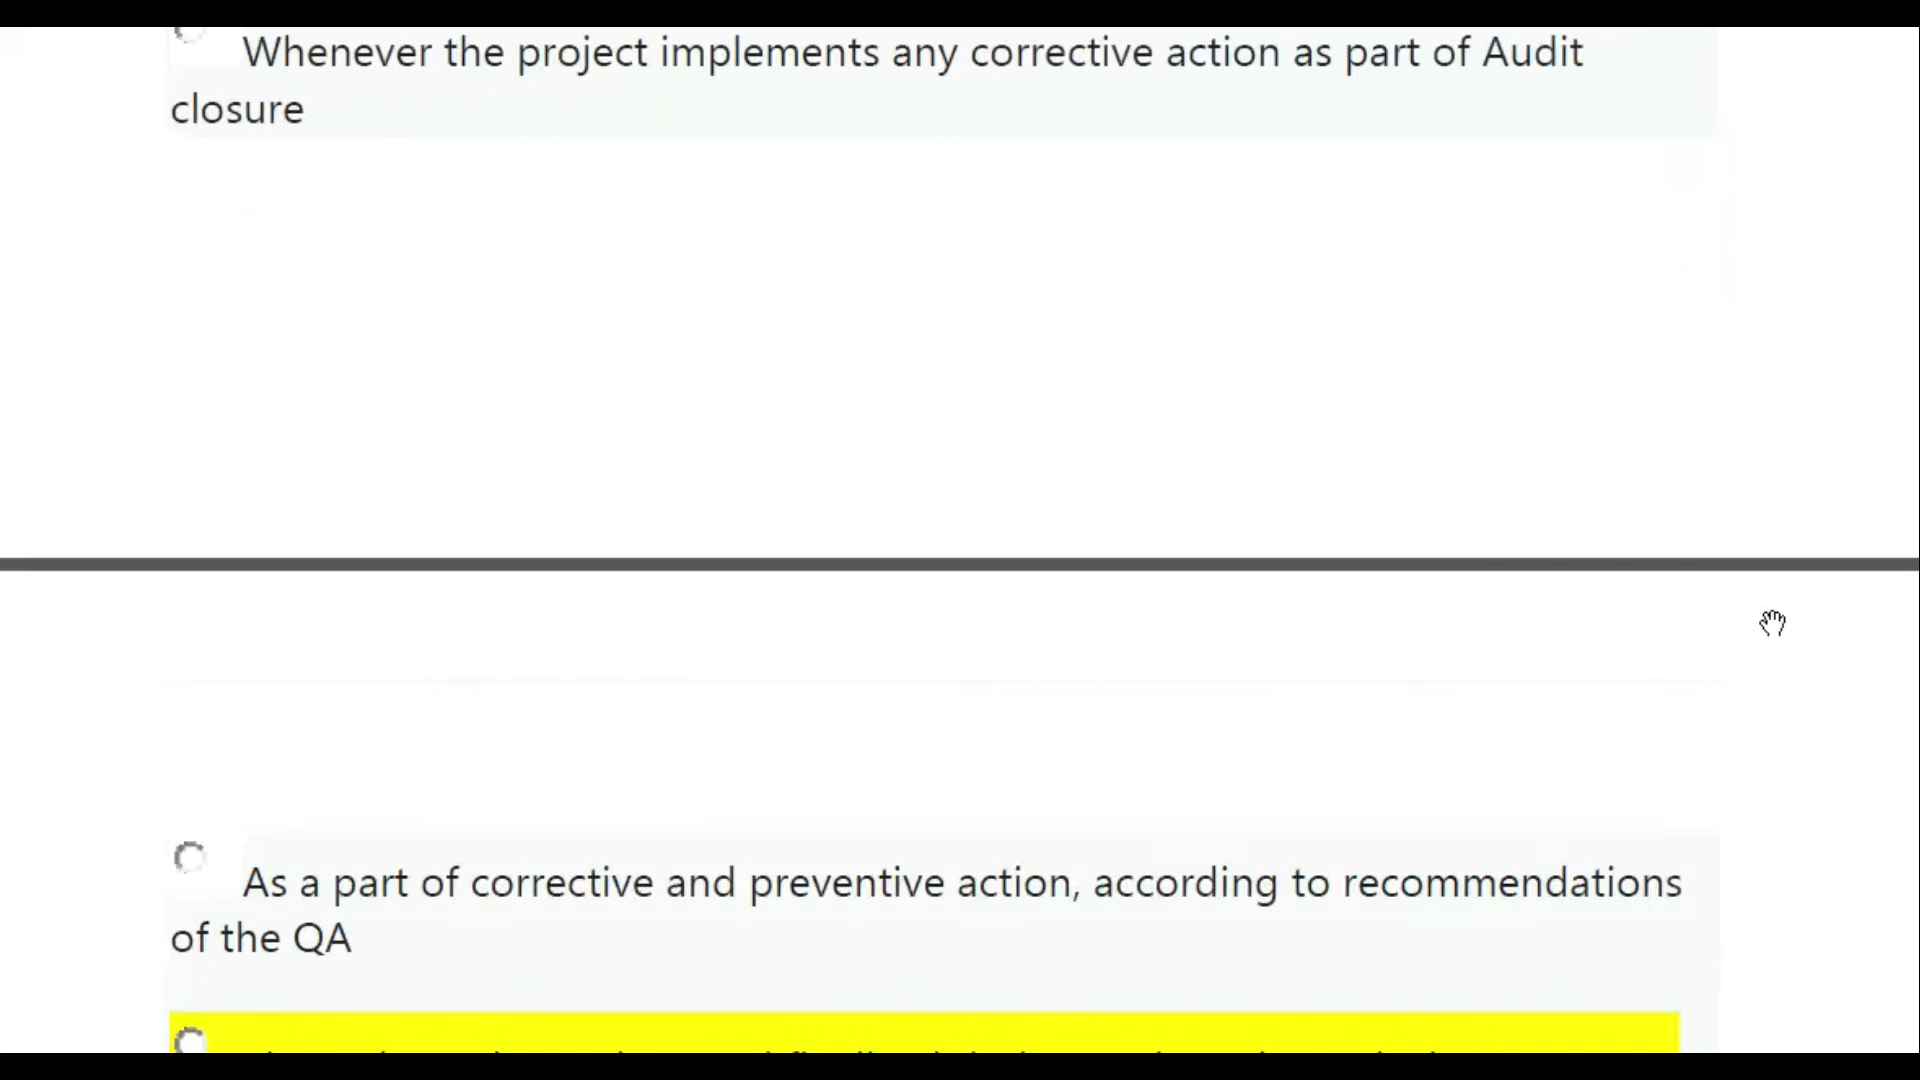 Whenever the project implements any corrective action as part of Audit
closure
As a part of corrective and preventive action, according to recommendations
of the QA